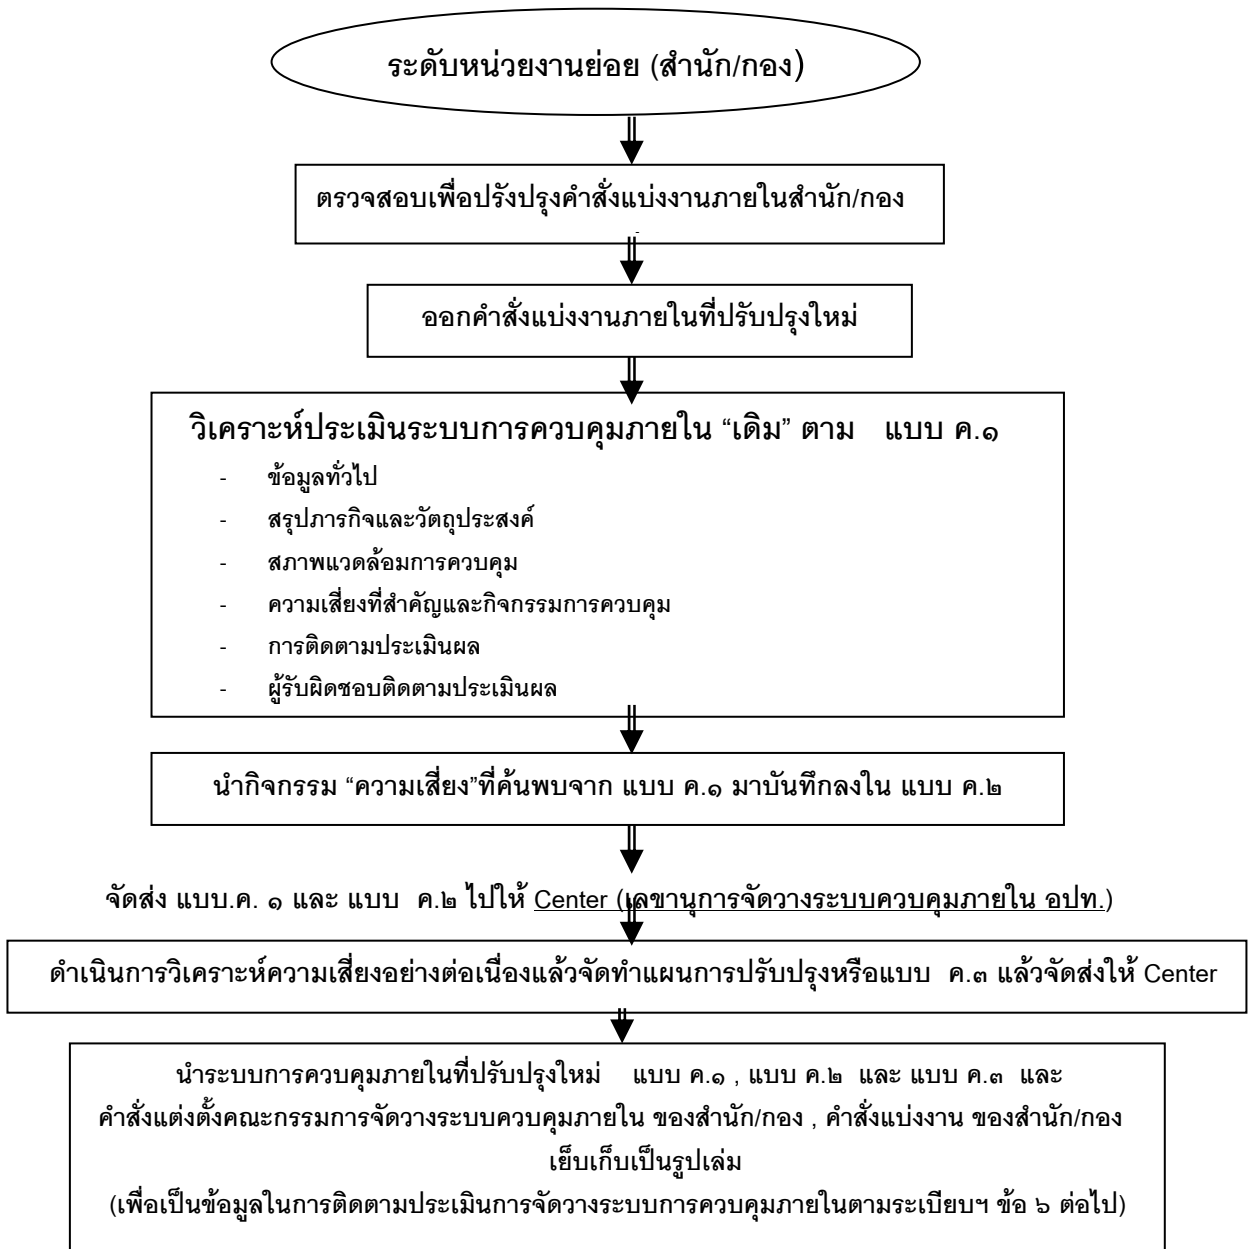 ระดับหน่วยงานย่อย (สำนัก/กอง)
ตรวจสอบเพื่อปรังปรุงคำสั่งแบ่งงานภายในสำนัก/กอง
ออกคำสั่งแบ่งงานภายในที่ปรับปรุงใหม่
วิเคราะห์ประเมินระบบการควบคุมภายใน “เดิม” ตาม แบบ ค.๑
- ข้อมูลทั่วไป
- สรุปภารกิจและวัตถุประสงค์
- สภาพแวดล้อมการควบคุม
- ความเสี่ยงที่สำคัญและกิจกรรมการควบคุม
- การติดตามประเมินผล
- ผู้รับผิดชอบติดตามประเมินผล
นำกิจกรรม “ความเสี่ยง”ที่ค้นพบจาก แบบ ค.๑ มาบันทึกลงใน แบบ ค.๒
จัดส่ง แบบ.ค. ๑ และ แบบ ค.๒ ไปให้ Center (เลขานุการจัดวางระบบควบคุมภายใน อปท.)
ดำเนินการวิเคราะห์ความเสี่ยงอย่างต่อเนื่องแล้วจัดทำแผนการปรับปรุงหรือแบบ ค.๓ แล้วจัดส่งให้ Center
นำระบบการควบคุมภายในที่ปรับปรุงใหม่ แบบ ค.๑ , แบบ ค.๒ และ แบบ ค.๓ และ
คำสั่งแต่งตั้งคณะกรรมการจัดวางระบบควบคุมภายใน ของสำนัก/กอง , คำสั่งแบ่งงาน ของสำนัก/กอง
เย็บเก็บเป็นรูปเล่ม
(เพื่อเป็นข้อมูลในการติดตามประเมินการจัดวางระบบการควบคุมภายในตามระเบียบฯ ข้อ ๖ ต่อไป)